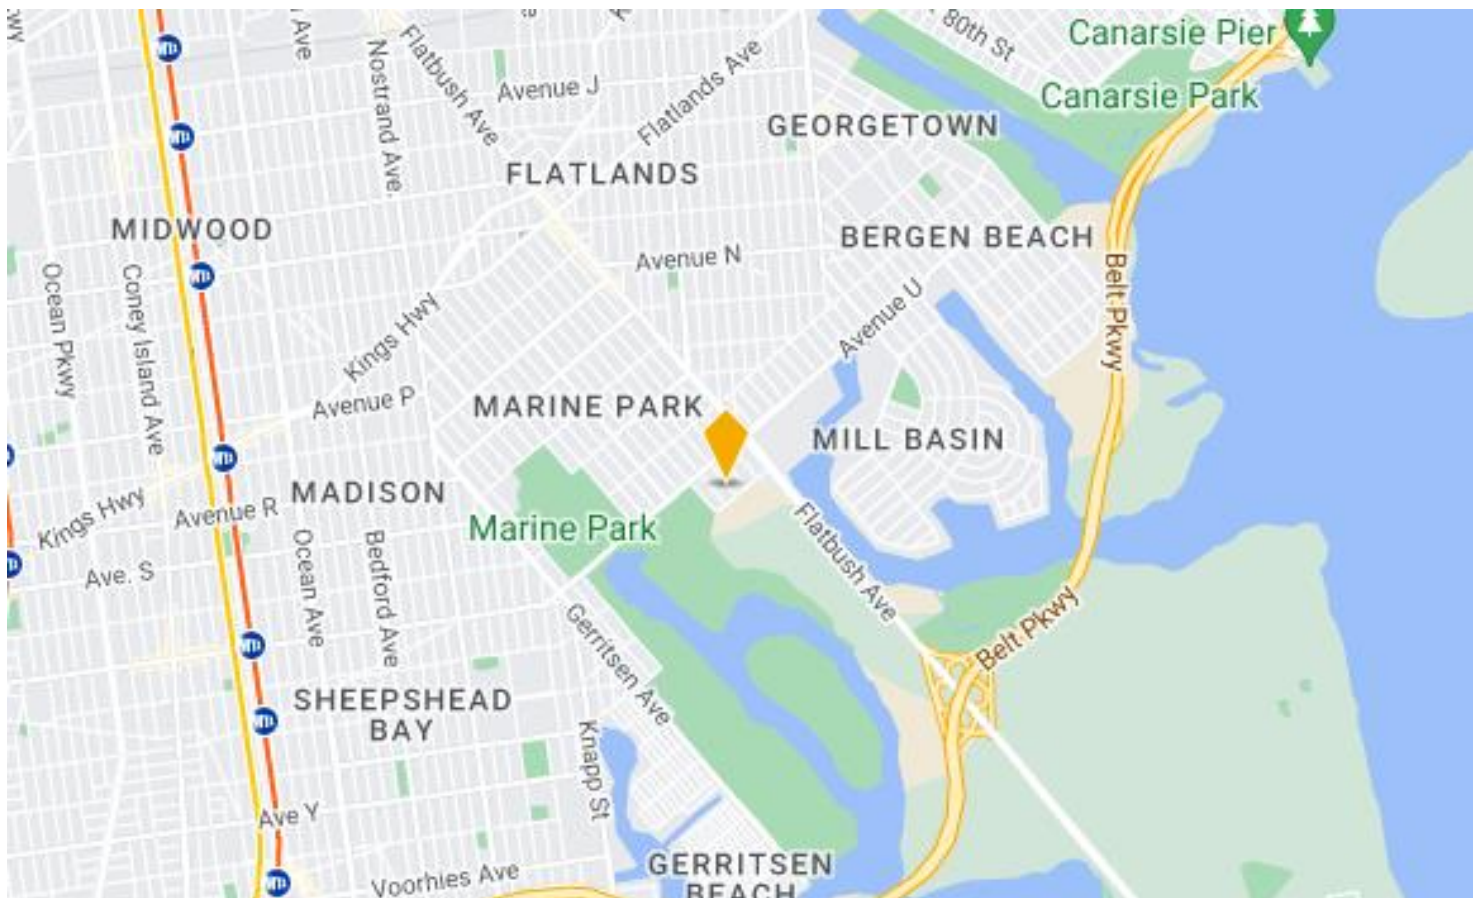 80th St
Canarsie Pier
Ave
Nostrand Ave.
Flatbush Ave
Avenue J
Flatlands Ave
Canarsie Park
GEORGETOWN
FLATLANDS
MIDWOOD
BERGEN BEACH
Avenue N
Ocean Pkwy
Coney Island Ave
Kings Hwy
Avenue U
Belt Pkwy
Avenue P
MARINE PARK
MILL BASIN
MADISON
Kings Hwy
Avenue R
Marine Park
Flatbush Ave
Ave. S
Ocean Ave
Bedford Ave
Gerritsen Ave
Belt Pkwy
SHEEPSHEAD
BAY
Knapp St
Ave Y
Voorhies Ave
GERRITSEN
BEACH